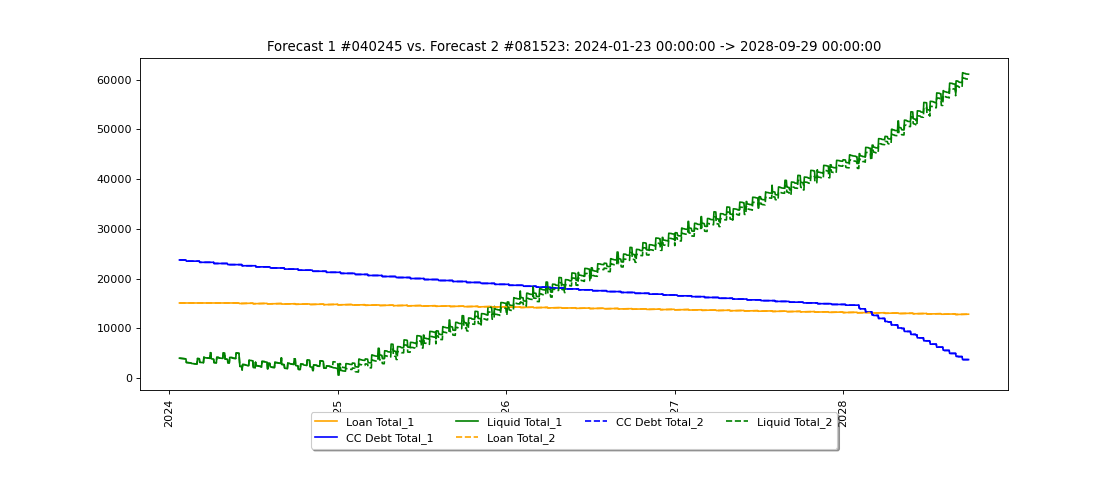 Forecast 1 #040245 vs. Forecast 2 #081523: 2024-01-23 00:00:00 -> 2028-09-29 00:00:00
60000
50000
40000
30000
20000
10000
0
2024
25
26
27
2028
Loan Total_1
Liquid Total_1
CC Debt Total_2
Liquid Total_2
CC Debt Total_1
Loan Total_2